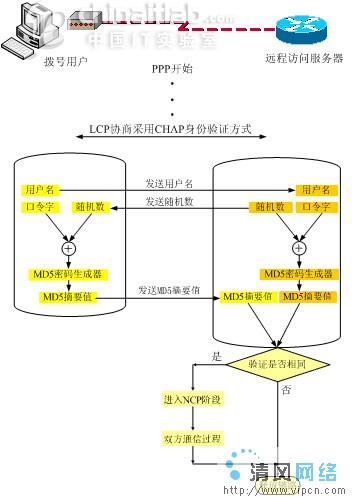 chinaitlab.com
中国IT实验室
拨号用户
远程访问服务器
PPP开始
LCP协商采用CHAP身份验证方式
用户名 发送用户名 用户名
口令字 随机数 发送随机数 随机数 口令字
MD5密码生成器 MD5密码生成器
MD5摘要值 发送MD5摘要值 MD5摘要值 MD5摘要值
是 验证是否相同
否
进入NCP阶段
双方通信过程
清风网络
http://www.vipcn.com